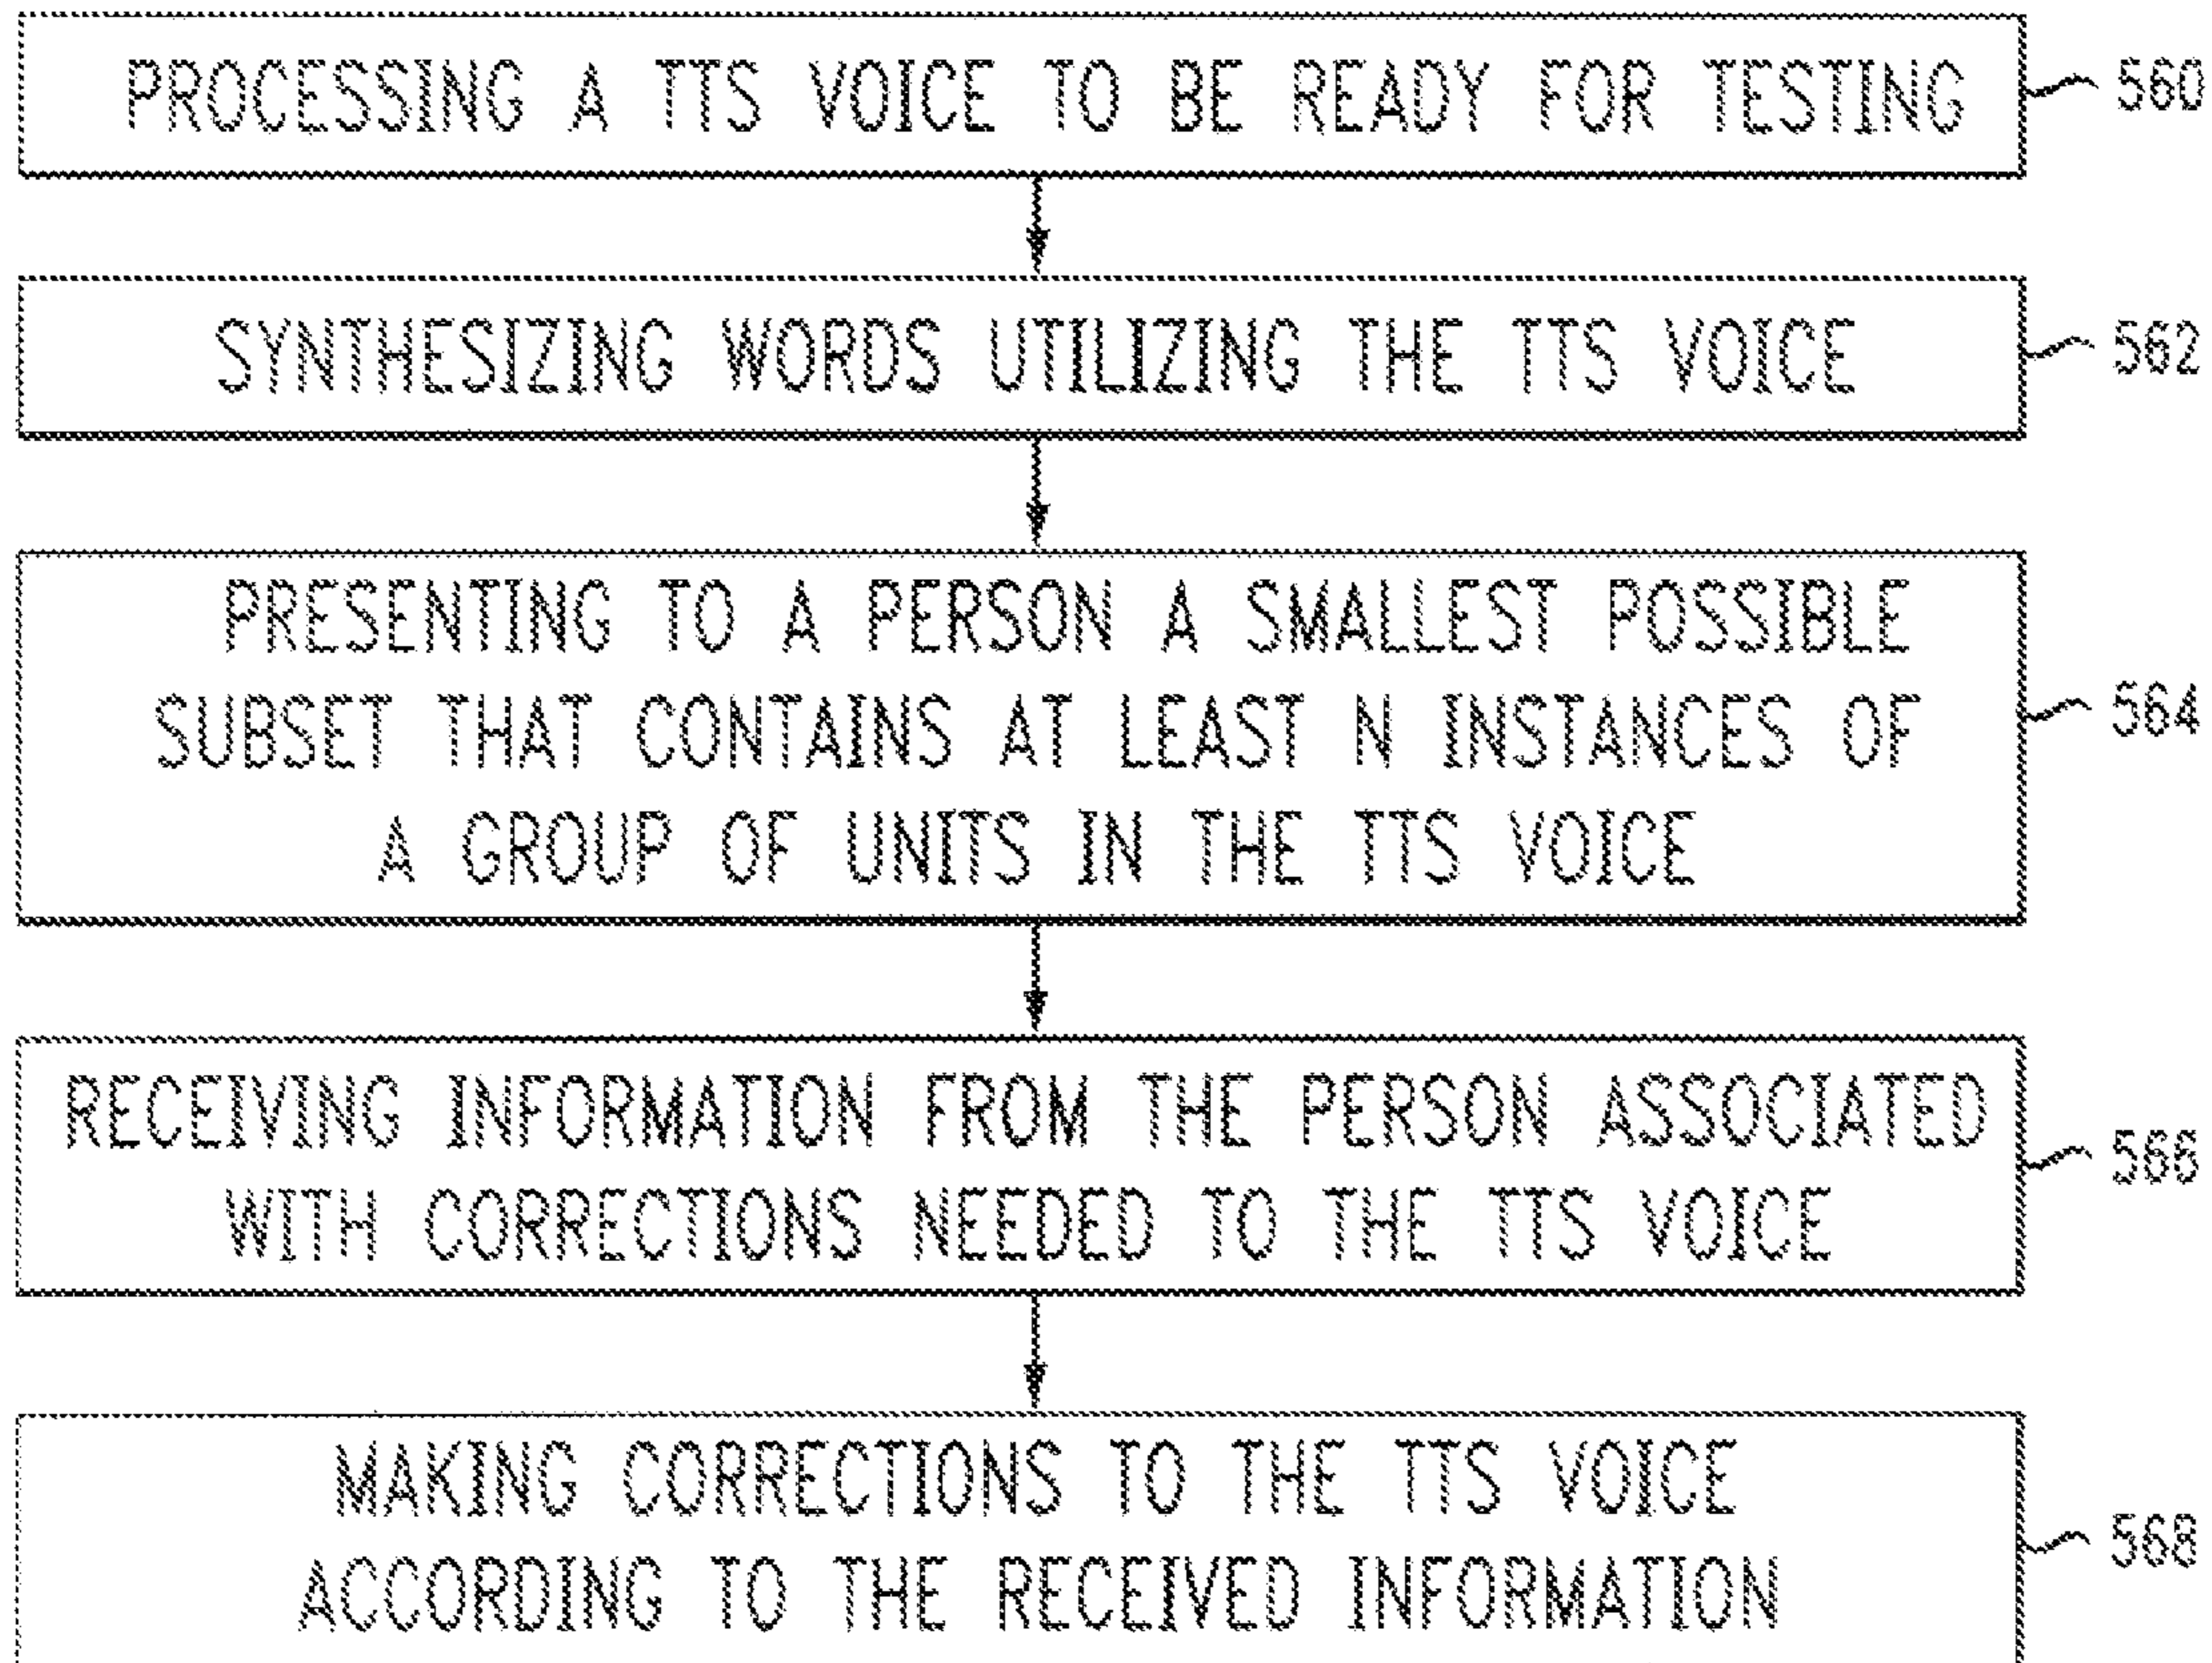 PROCESSING A TTS VOICE TO BE READY FOR TESTING
560
SYNTHESIZING WORDS UTILIZING THE TTS VOICE
562
PRESENTING TO A PERSON A SMALLEST POSSIBLE
SUBSET THAT CONTAINS AT LEAST N INSTANCES OF
A GROUP OF UNITS IN THE TTS VOICE
564
RECEIVING INFORMATION FROM THE PERSON ASSOCIATED
WITH CORRECTIONS NEEDED TO THE TTS VOICE
566
MAKING CORRECTIONS TO THE TTS VOICE
ACCORDING TO THE RECEIVED INFORMATION
568